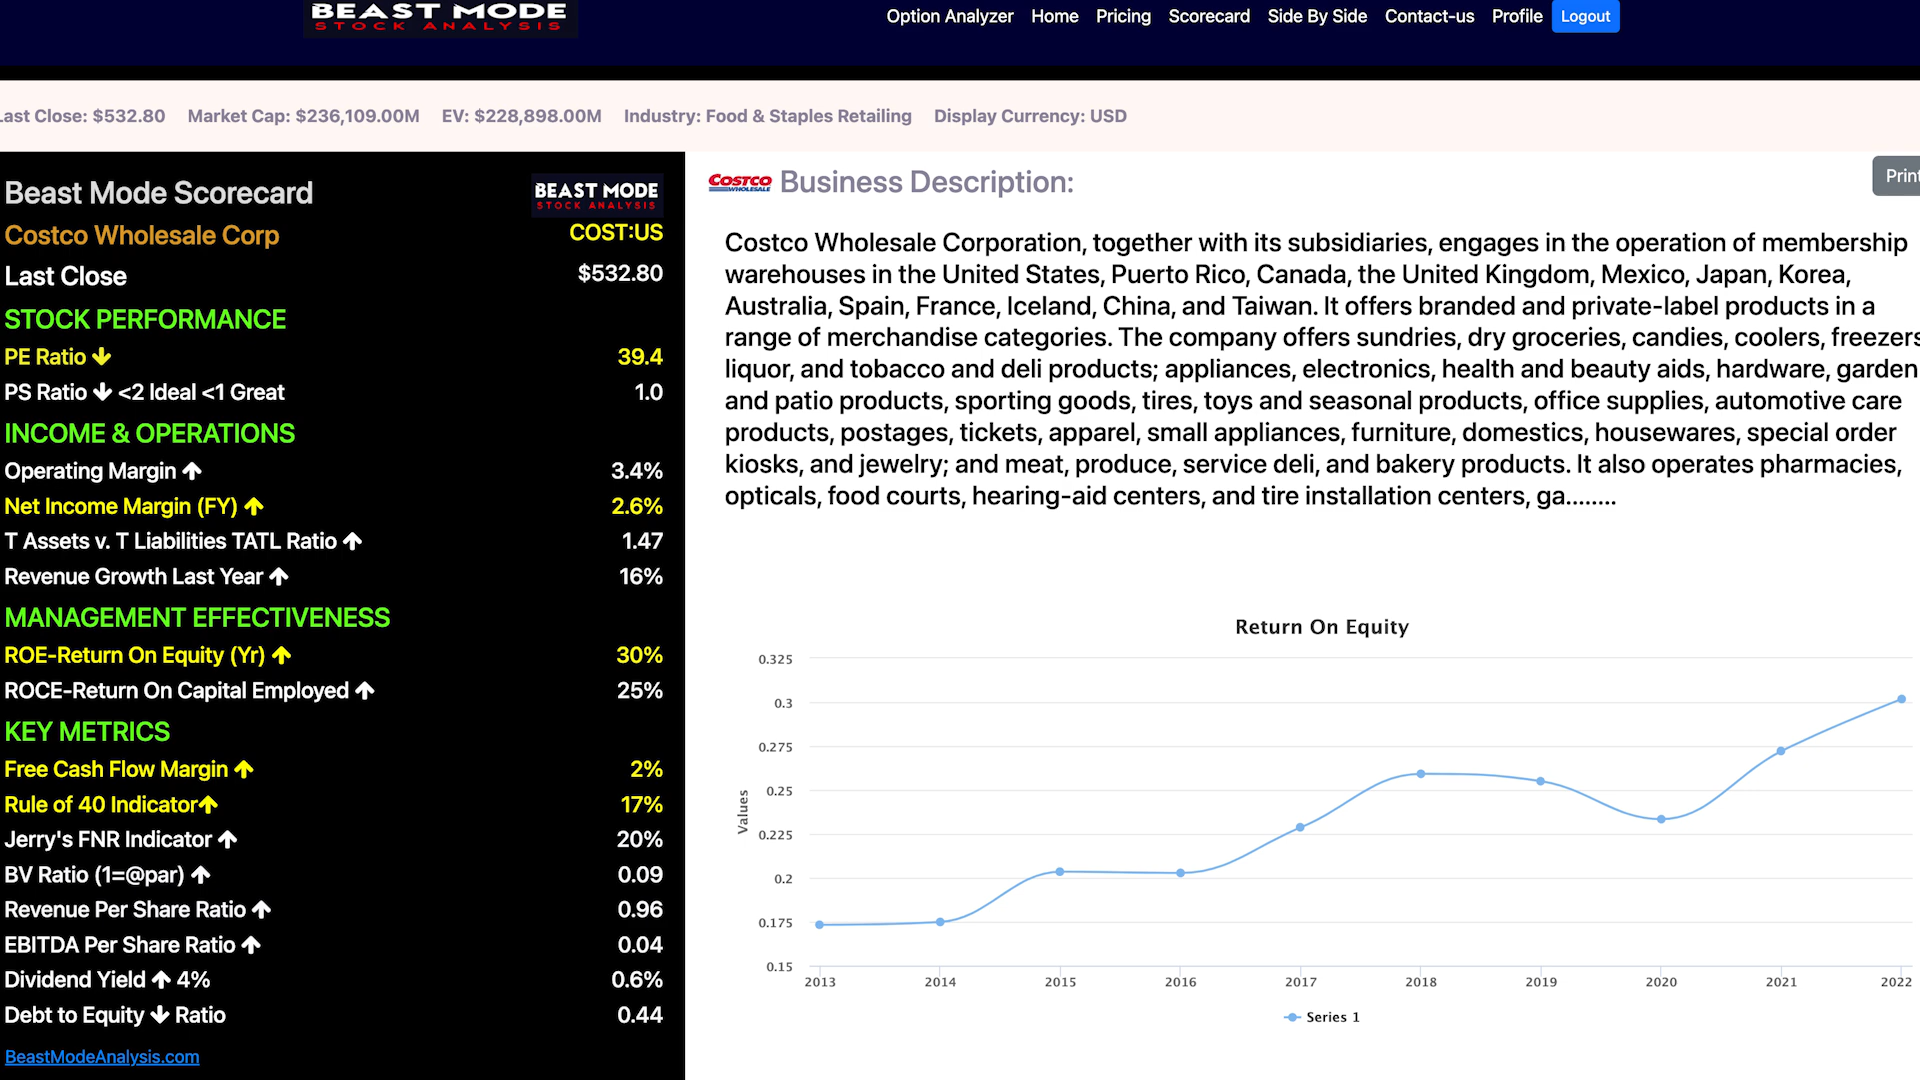 BEAST MODE
STOCK ANALYSIS
Option Analyzer Home Pricing Scorecard Side By Side Contact-us Profile Logout
Last Close: $532.80 Market Cap: $236,109.00M EV: $228,898.00M Industry: Food & Staples Retailing Display Currency: USD
Beast Mode Scorecard
BEAST MODE
STOCK ANALYSIS
Costco Wholesale Corp COST:US
Last Close $532.80
STOCK PERFORMANCE
PE Ratio ↓ 39.4
PS Ratio ↓ <2 Ideal <1 Great 1.0
INCOME & OPERATIONS
Operating Margin ↑ 3.4%
Net Income Margin (FY) ↑ 2.6%
T Assets v. T Liabilities TATL Ratio ↑ 1.47
Revenue Growth Last Year ↑ 16%
MANAGEMENT EFFECTIVENESS
ROE-Return On Equity (Yr) ↑ 30%
ROCE-Return On Capital Employed ↑ 25%
KEY METRICS
Free Cash Flow Margin ↑ 2%
Rule of 40 Indicator↑ 17%
Jerry's FNR Indicator ↑ 20%
BV Ratio (1=@par) ↑ 0.09
Revenue Per Share Ratio ↑ 0.96
EBITDA Per Share Ratio ↑ 0.04
Dividend Yield ↑ 4% 0.6%
Debt to Equity ↓ Ratio 0.44
BeastModeAnalysis.com
COSTCO
WHOLESALE
Business Description:
Print
Costco Wholesale Corporation, together with its subsidiaries, engages in the operation of membership
warehouses in the United States, Puerto Rico, Canada, the United Kingdom, Mexico, Japan, Korea,
Australia, Spain, France, Iceland, China, and Taiwan. It offers branded and private-label products in a
range of merchandise categories. The company offers sundries, dry groceries, candies, coolers, freezers
liquor, and tobacco and deli products; appliances, electronics, health and beauty aids, hardware, garden
and patio products, sporting goods, tires, toys and seasonal products, office supplies, automotive care
products, postages, tickets, apparel, small appliances, furniture, domestics, housewares, special order
kiosks, and jewelry; and meat, produce, service deli, and bakery products. It also operates pharmacies,
opticals, food courts, hearing-aid centers, and tire installation centers, ga........
Return On Equity
Values
0.325
0.3
0.275
0.25
0.225
0.2
0.175
0.15
2013 2014 2015 2016 2017 2018 2019 2020 2021 2022
Series 1